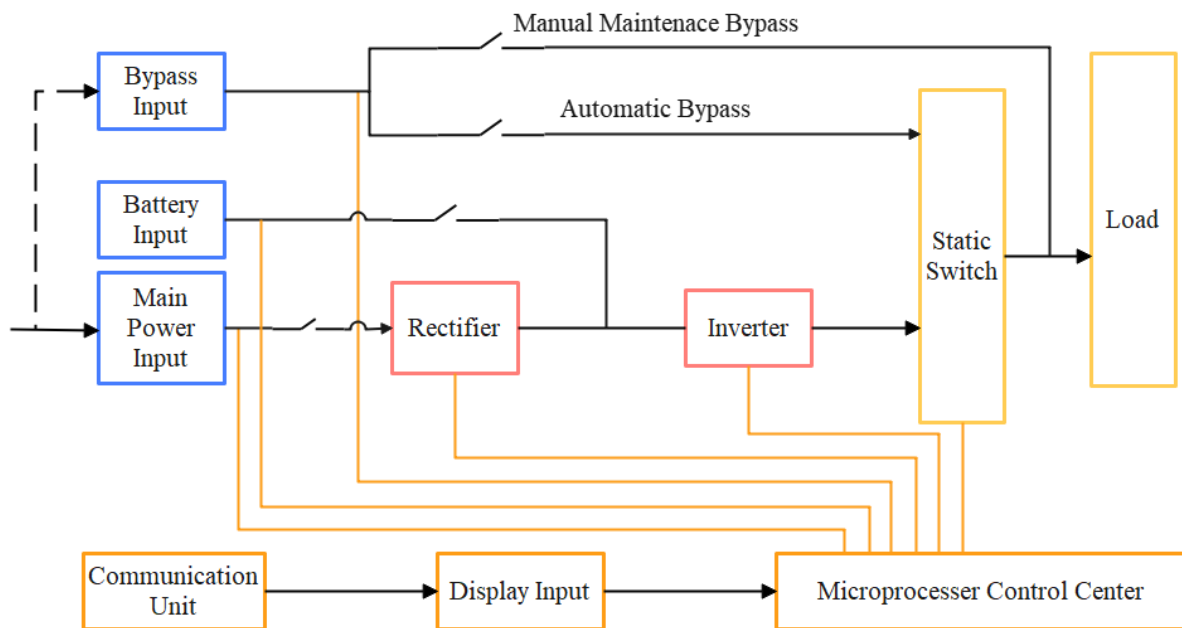 Manual Maintenace Bypass
Bypass
Input
Automatic Bypass
Battery
Input
Static
Switch
Load
Main
Power
Input
Rectifier
Inverter
Communication
Unit
Display Input
Microprocesser Control Center